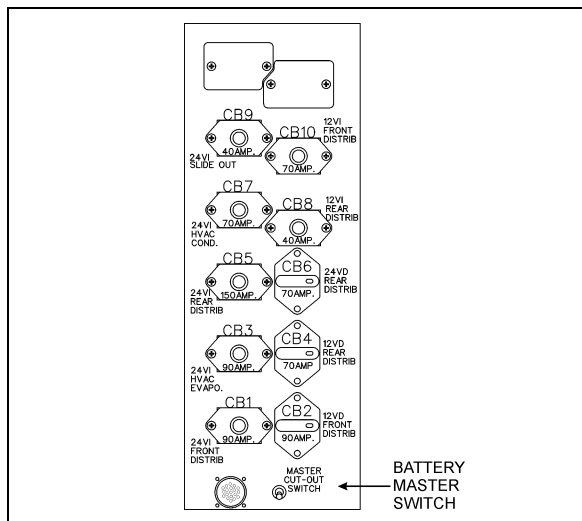 CB9
40AMP.
24VI
SLIDE OUT
CB10
70AMP.
12VI
FRONT
DISTRIB
CB7
70AMP.
24VI
HVAC
COND.
CB8
40AMP.
12VI
REAR
DISTRIB
CB5
150AMP.
24VI
REAR
DISTRIB
CB6
70AMP.
24VD
REAR
DISTRIB
CB3
90AMP.
24VI
HVAC
EVAPO.
CB4
70AMP
12VD
REAR
DISTRIB
CB1
90AMP.
24VI
FRONT
DISTRIB
CB2
90AMP.
12VD
FRONT
DISTRIB
MASTER
CUT-OUT
SWITCH
BATTERY
MASTER
SWITCH